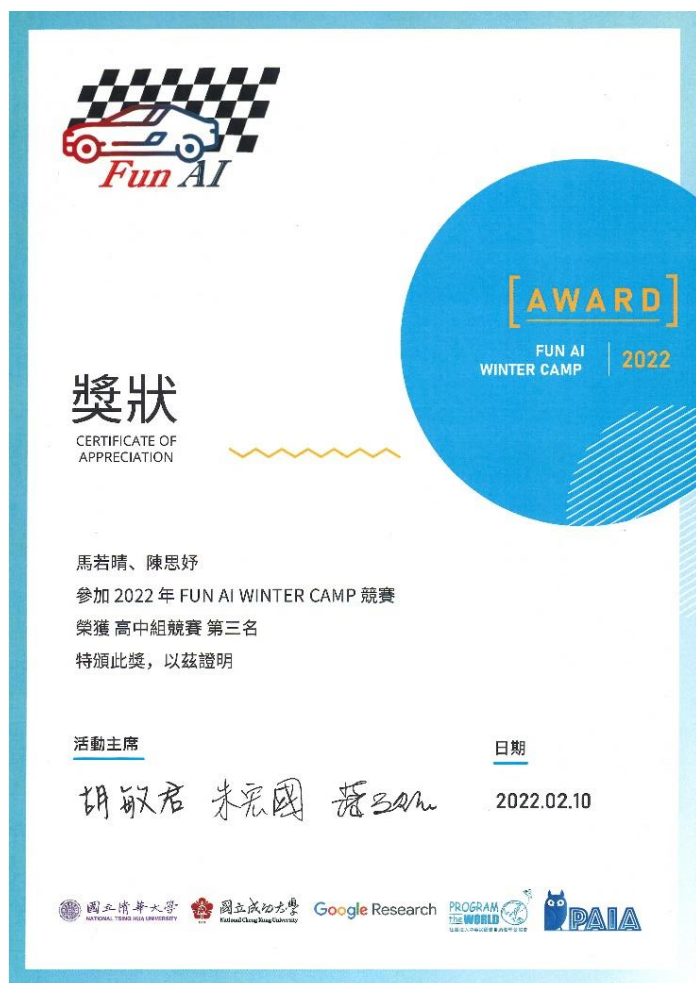 Fun AI
[AWARD]
FUN AI
WINTER CAMP
2022
獎狀
CERTIFICATE OF
APPRECIATION
馬若晴、陳思妤
參加 2022 年 FUN AI WINTER CAMP 競賽
榮獲 高中組競賽 第三名
特頒此獎，以茲證明
活動主席
日期
胡敏君 朱宏國
2022.02.10
國立清華大學
NATIONAL TSING HUA UNIVERSITY
國立成功大學
National Cheng Kung University
Google Research
PROGRAM
the WORLD
PAIA